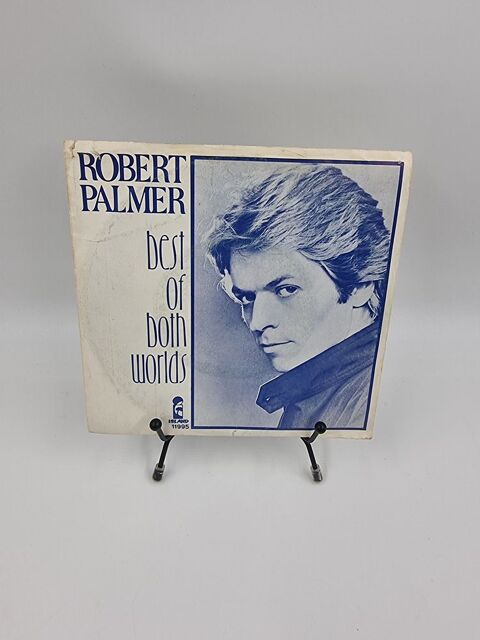 ROBERT
PALMER
best
of
both
worlds
ISLAND
11995